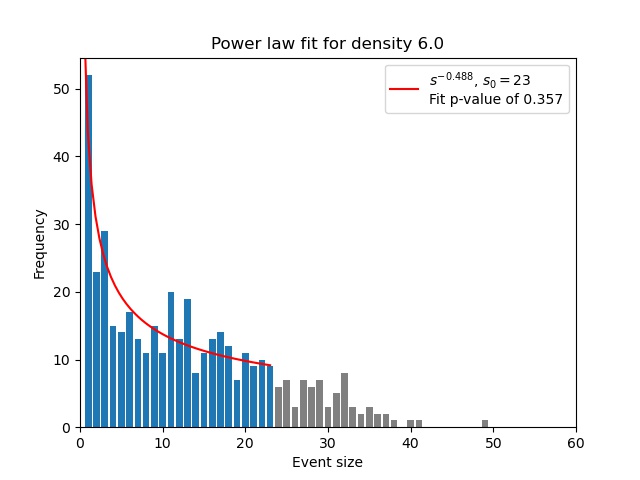 Power law fit for density 6.0
s^{-0.488}, s_0 = 23
Fit p-value of 0.357
Frequency
50
40
30
20
10
0
0 10 20 30 40 50 60
Event size